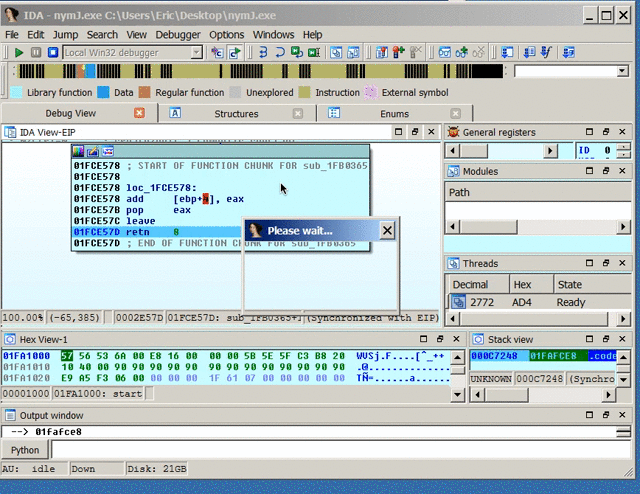 IDA - nymJ.exe C:\Users\Eric\Desktop\nymJ.exe
File Edit Jump Search View Debugger Options Windows Help
Local Win32 debugger
Library function Data Regular function Unexplored Instruction External symbol
Debug View Structures Enums
IDA View-EIP
01FCE578 ; START OF FUNCTION CHUNK FOR sub_1FB0365
01FCE578
01FCE578 loc_1FCE578:
01FCE578 add [ebp+4], eax
01FCE57B pop eax
01FCE57C leave
01FCE57D retn 8
01FCE57D ; END OF FUNCTION CHUNK FOR sub_1FB0365
Please wait...
100.00% (-65,385) 0002E57D 01FCE57D: sub_1FB0365+ (Synchronized with EIP)
General registers
ID 0
Modules
Path
Threads
Decimal Hex State
2772 AD4 Ready
Hex View-1
01FA1000 57 56 53 6A 00 E8 16 00 00 00 5B 5E 5F C3 B8 20 WVSj.F....[^_++
01FA1010 10 40 00 90 90 90 90 90 90 90 90 90 90 90 90 90 .@..............
01FA1020 E9 A5 F3 06 00 00 00 00 1F 61 07 00 00 00 00 00 TÑ=......a......
00001000 01FA1000: start
Stack view
000C7248 01FAFCE8 .code
UNKNOWN 000C7248 (Synchro
Output window
--> 01fafce8
Python
AU: idle Down Disk: 21GB